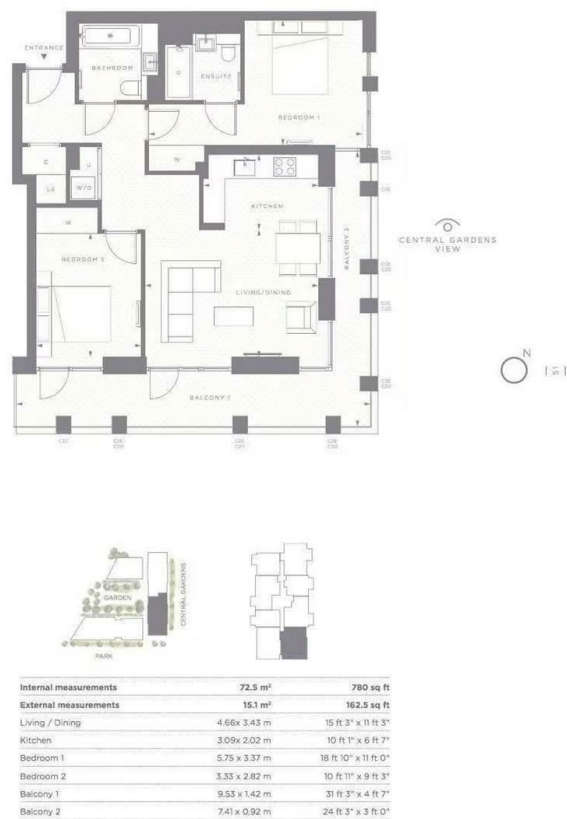 ENTRANCE
BATHROOM
ENSUITE
BEDROOM 1
C
U
W/D
LS
W
W
KITCHEN
BEDROOM 2
LIVING/DINING
BALCONY 2
BALCONY 1
CENTRAL GARDENS
VIEW
N
GARDEN
CENTRAL GARDENS
PARK
Internal measurements 72.5 m² 780 sq ft
External measurements 15.1 m² 162.5 sq ft
Living / Dining 4.66x 3.43 m 15 ft 3" x 11 ft 3"
Kitchen 3.09x 2.02 m 10 ft 1" x 6 ft 7"
Bedroom 1 5.75 x 3.37 m 18 ft 10" x 11 ft 0"
Bedroom 2 3.33 x 2.82 m 10 ft 11" x 9 ft 3"
Balcony 1 9.53 x 1.42 m 31 ft 3" x 4 ft 7"
Balcony 2 7.41 x 0.92 m 24 ft 3" x 3 ft 0"